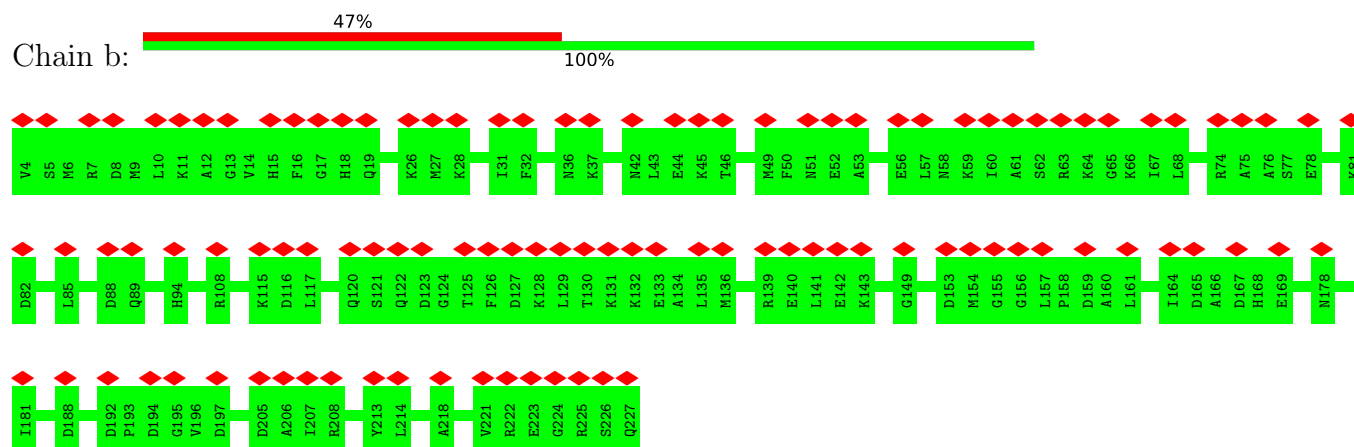 47%
Chain b:
100%
V4 S5 M6 R7 D8 M9 L10 K11 A12 G13 V14 H15 F16 G17 H18 Q19 K26 M27 K28 I31 F32 N36 K37 N42 L43 E44 K45 T46 M49 F50 N51 E52 A53 E56 L57 N58 K59 I60 A61 S62 R63 K64 G65 K66 I67 L68 R74 A75 A76 S77 E78 K81
D82 L85 D88 Q89 H94 R108 K115 D116 L117 Q120 S121 Q122 D123 G124 T125 F126 D127 K128 L129 T130 K131 K132 E133 A134 L135 M136 R139 E140 L141 E142 K143 G149 D153 M154 G155 G156 L157 P158 D159 A160 L161 I164 D165 A166 D167 H168 E169 N178
I181 D188 D192 P193 D194 G195 V196 D197 D205 A206 I207 R208 Y213 L214 A218 V221 R222 E223 G224 R225 S226 Q227